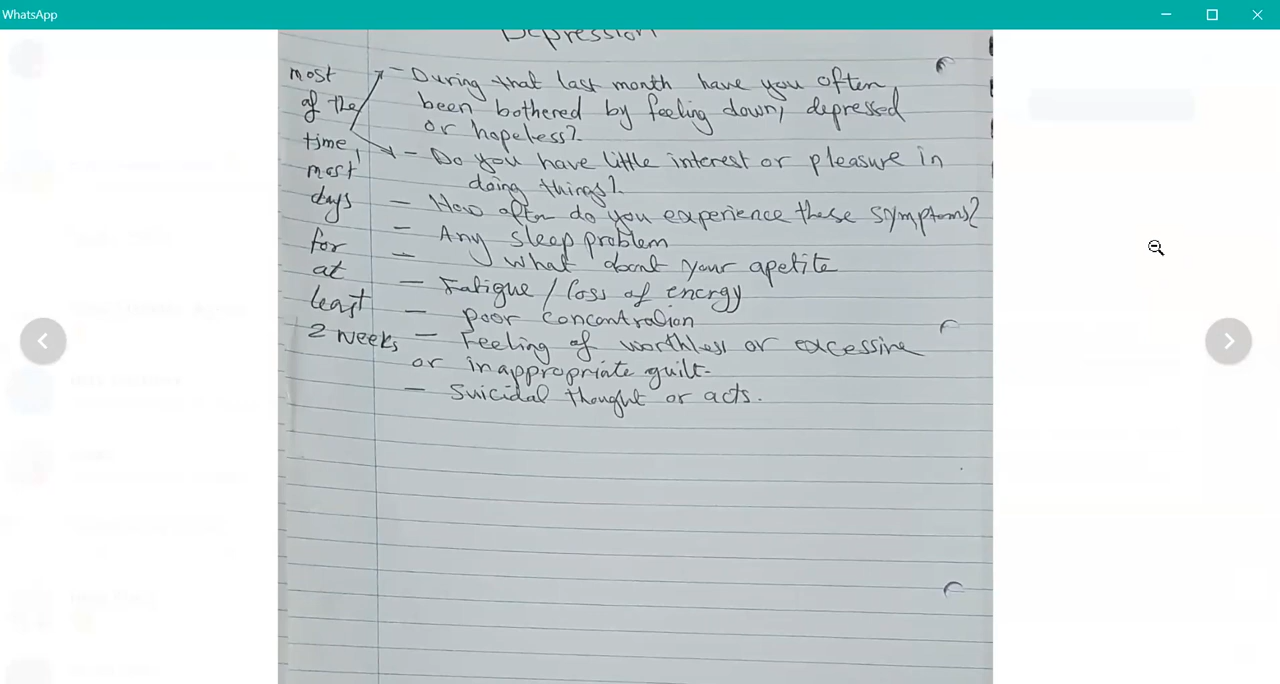 WhatsApp
Depression
most
of the
time,
most
days
for
at
least
2 weeks
- During that last month have you often
been bothered by feeling down, depressed
or hopeless?
- Do you have little interest or pleasure in
doing things?
- How often do you experience these symptoms?
- Any sleep problem
- What about your apetite
- Fatigue / Loss of energy
- Poor concentration
- Feeling of worthless or excessive
or inappropriate guilt-
- Suicidal thought or acts.